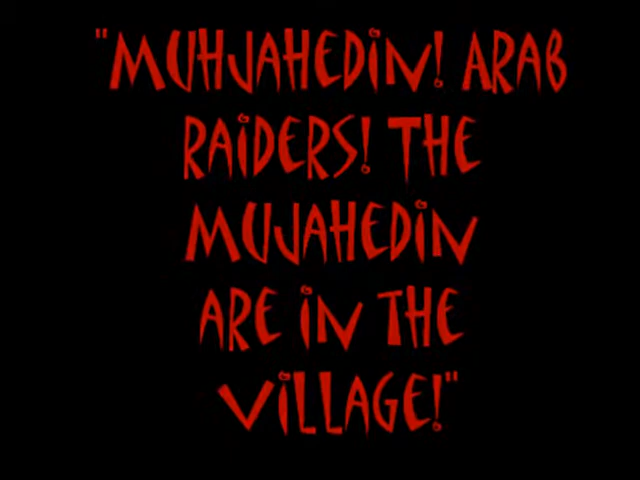 "MUHJAHEDiN! ARAB
RAiDERS! THE
MUJAHEDiN
ARE iN THE
ViLLAGE!"